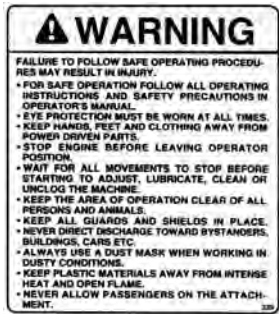 WARNING
FAILURE TO FOLLOW SAFE OPERATING PROCEDU-
RES MAY RESULT IN INJURY.
• FOR SAFE OPERATION FOLLOW ALL OPERATING
INSTRUCTIONS AND SAFETY PRECAUTIONS IN
OPERATOR'S MANUAL.
• EYE PROTECTION MUST BE WORN AT ALL TIMES.
• KEEP HANDS, FEET AND CLOTHING AWAY FROM
POWER DRIVEN PARTS.
• STOP ENGINE BEFORE LEAVING OPERATOR
POSITION.
• WAIT FOR ALL MOVEMENTS TO STOP BEFORE
STARTING TO ADJUST, LUBRICATE, CLEAN OR
UNCLOG THE MACHINE.
• KEEP THE AREA OF OPERATION CLEAR OF ALL
PERSONS AND ANIMALS.
• KEEP ALL GUARDS AND SHIELDS IN PLACE.
• NEVER DIRECT DISCHARGE TOWARD BYSTANDERS,
BUILDINGS, CARS ETC.
• ALWAYS USE A DUST MASK WHEN WORKING IN
DUSTY CONDITIONS.
• KEEP PLASTIC MATERIALS AWAY FROM INTENSE
HEAT AND OPEN FLAME.
• NEVER ALLOW PASSENGERS ON THE ATTACH-
MENT.